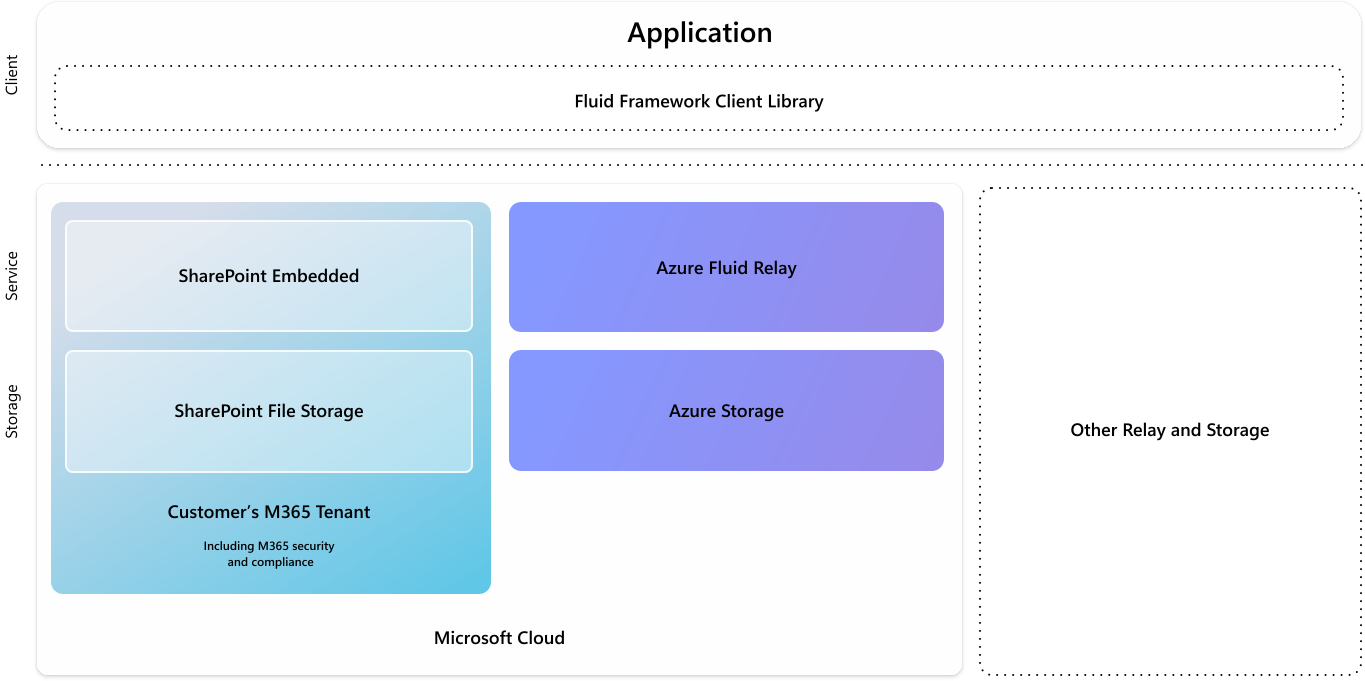 Application
Client
Fluid Framework Client Library
Service
SharePoint Embedded
Azure Fluid Relay
Storage
SharePoint File Storage
Azure Storage
Other Relay and Storage
Customer’s M365 Tenant
Including M365 security
and compliance
Microsoft Cloud